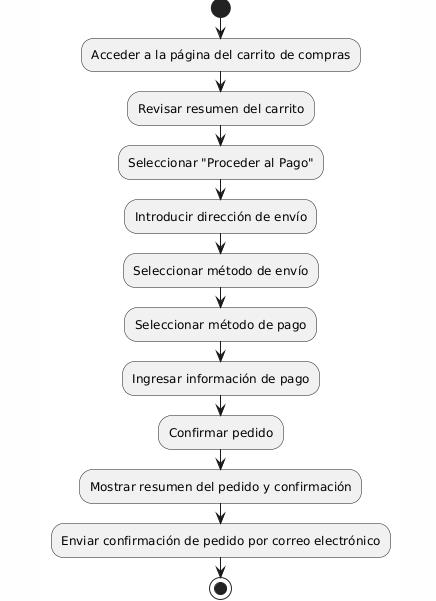 Acceder a la página del carrito de compras
Revisar resumen del carrito
Seleccionar "Proceder al Pago"
Introducir dirección de envío
Seleccionar método de envío
Seleccionar método de pago
Ingresar información de pago
Confirmar pedido
Mostrar resumen del pedido y confirmación
Enviar confirmación de pedido por correo electrónico